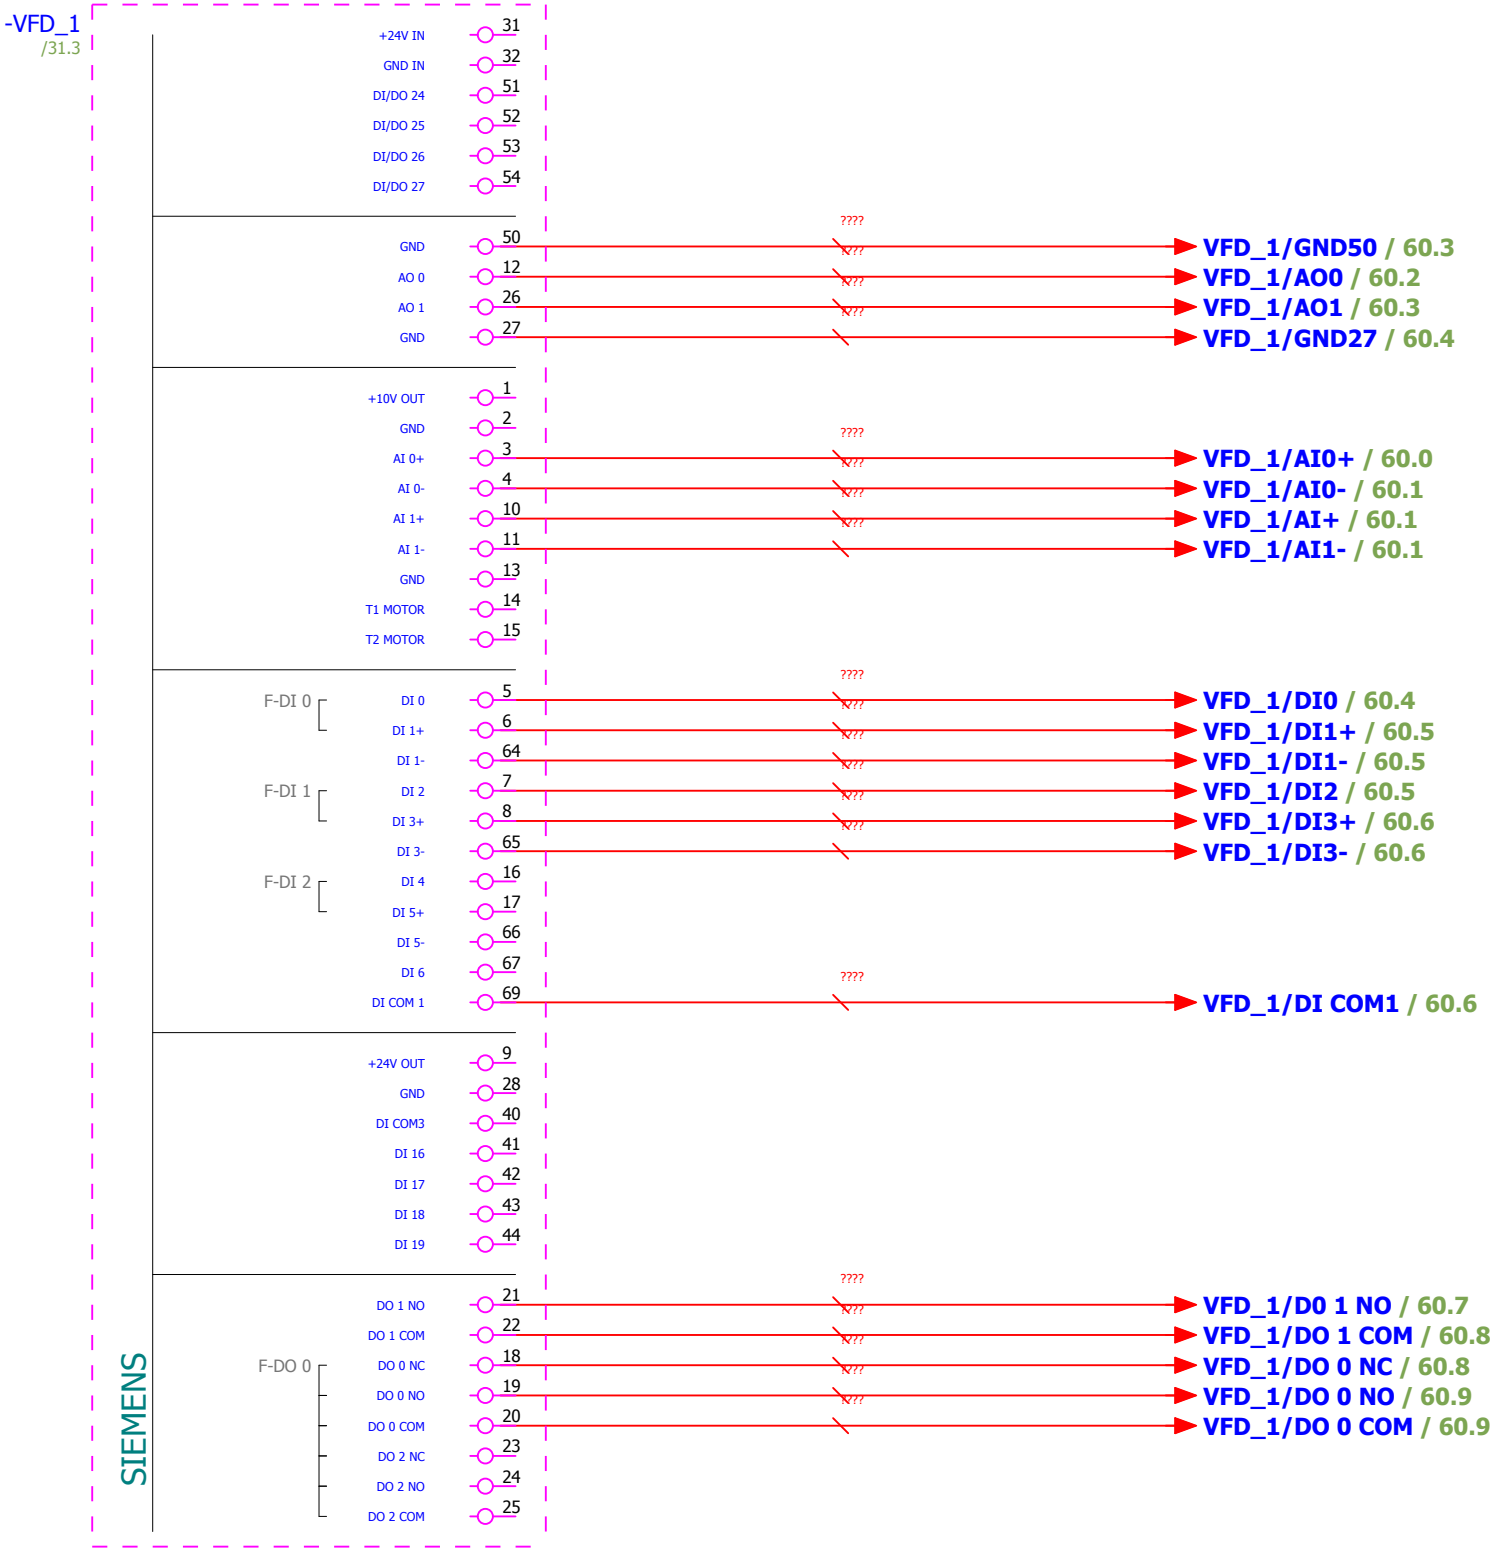 -VFD_1
/31.3
+24V IN 31
GND IN 32
DI/DO 24 51
DI/DO 25 52
DI/DO 26 53
DI/DO 27 54
????
GND 50 VFD_1/GND50 / 60.3
????
AO 0 12 VFD_1/AO0 / 60.2
????
AO 1 26 VFD_1/AO1 / 60.3
????
GND 27 VFD_1/GND27 / 60.4
+10V OUT 1
GND 2
????
AI 0+ 3 VFD_1/AI0+ / 60.0
????
AI 0- 4 VFD_1/AI0- / 60.1
????
AI 1+ 10 VFD_1/AI+ / 60.1
????
AI 1- 11 VFD_1/AI1- / 60.1
GND 13
T1 MOTOR 14
T2 MOTOR 15
????
F-DI 0 DI 0 5 VFD_1/DI0 / 60.4
????
DI 1+ 6 VFD_1/DI1+ / 60.5
????
DI 1- 64 VFD_1/DI1- / 60.5
????
F-DI 1 DI 2 7 VFD_1/DI2 / 60.5
????
DI 3+ 8 VFD_1/DI3+ / 60.6
????
DI 3- 65 VFD_1/DI3- / 60.6
F-DI 2 DI 4 16
DI 5+ 17
DI 5- 66
DI 6 67
????
DI COM 1 69 VFD_1/DI COM1 / 60.6
+24V OUT 9
GND 28
DI COM3 40
DI 16 41
DI 17 42
DI 18 43
DI 19 44
????
DO 1 NO 21 VFD_1/D0 1 NO / 60.7
????
DO 1 COM 22 VFD_1/DO 1 COM / 60.8
????
F-DO 0 DO 0 NC 18 VFD_1/DO 0 NC / 60.8
????
DO 0 NO 19 VFD_1/DO 0 NO / 60.9
????
DO 0 COM 20 VFD_1/DO 0 COM / 60.9
DO 2 NC 23
DO 2 NO 24
DO 2 COM 25
SIEMENS